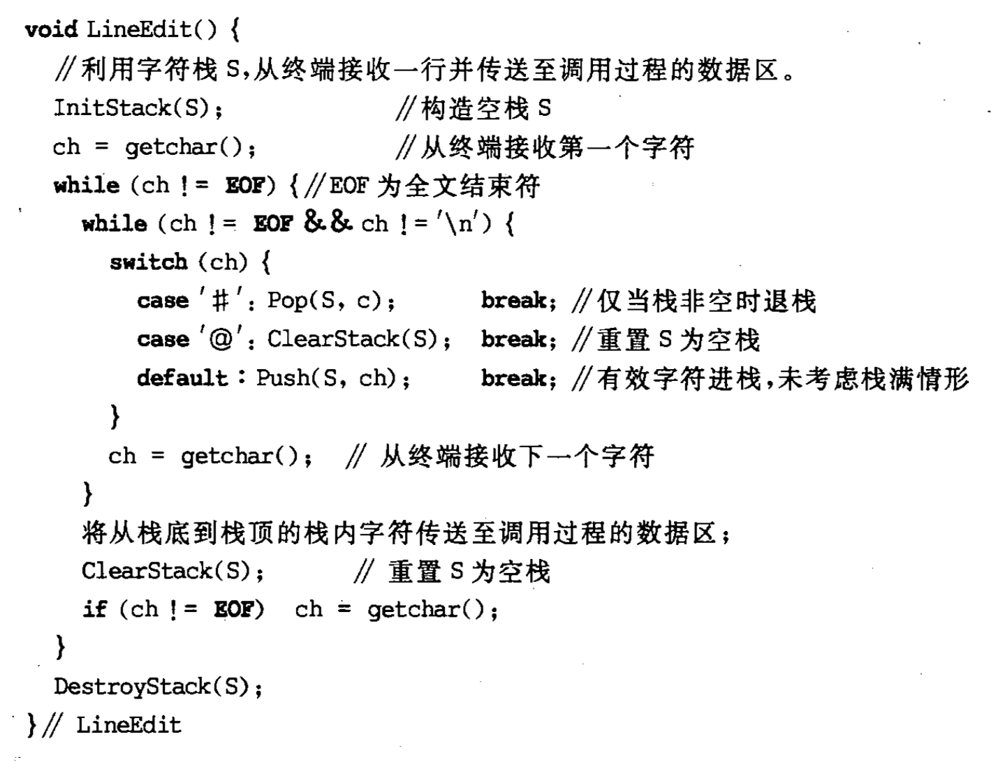 void LineEdit() {
//利用字符栈 S,从终端接收一行并传送至调用过程的数据区。
InitStack(S); //构造空栈 S
ch = getchar(); //从终端接收第一个字符
while (ch != EOF) { //EOF 为全文结束符
while (ch != EOF && ch != '\n') {
switch (ch) {
case '#': Pop(S, c); break; //仅当栈非空时退栈
case '@': ClearStack(S); break; //重置 S 为空栈
default: Push(S, ch); break; //有效字符进栈,未考虑栈满情形
}
ch = getchar(); // 从终端接收下一个字符
}
将从栈底到栈顶的栈内字符传送至调用过程的数据区;
ClearStack(S); // 重置 S 为空栈
if (ch != EOF) ch = getchar();
}
DestroyStack(S);
} // LineEdit